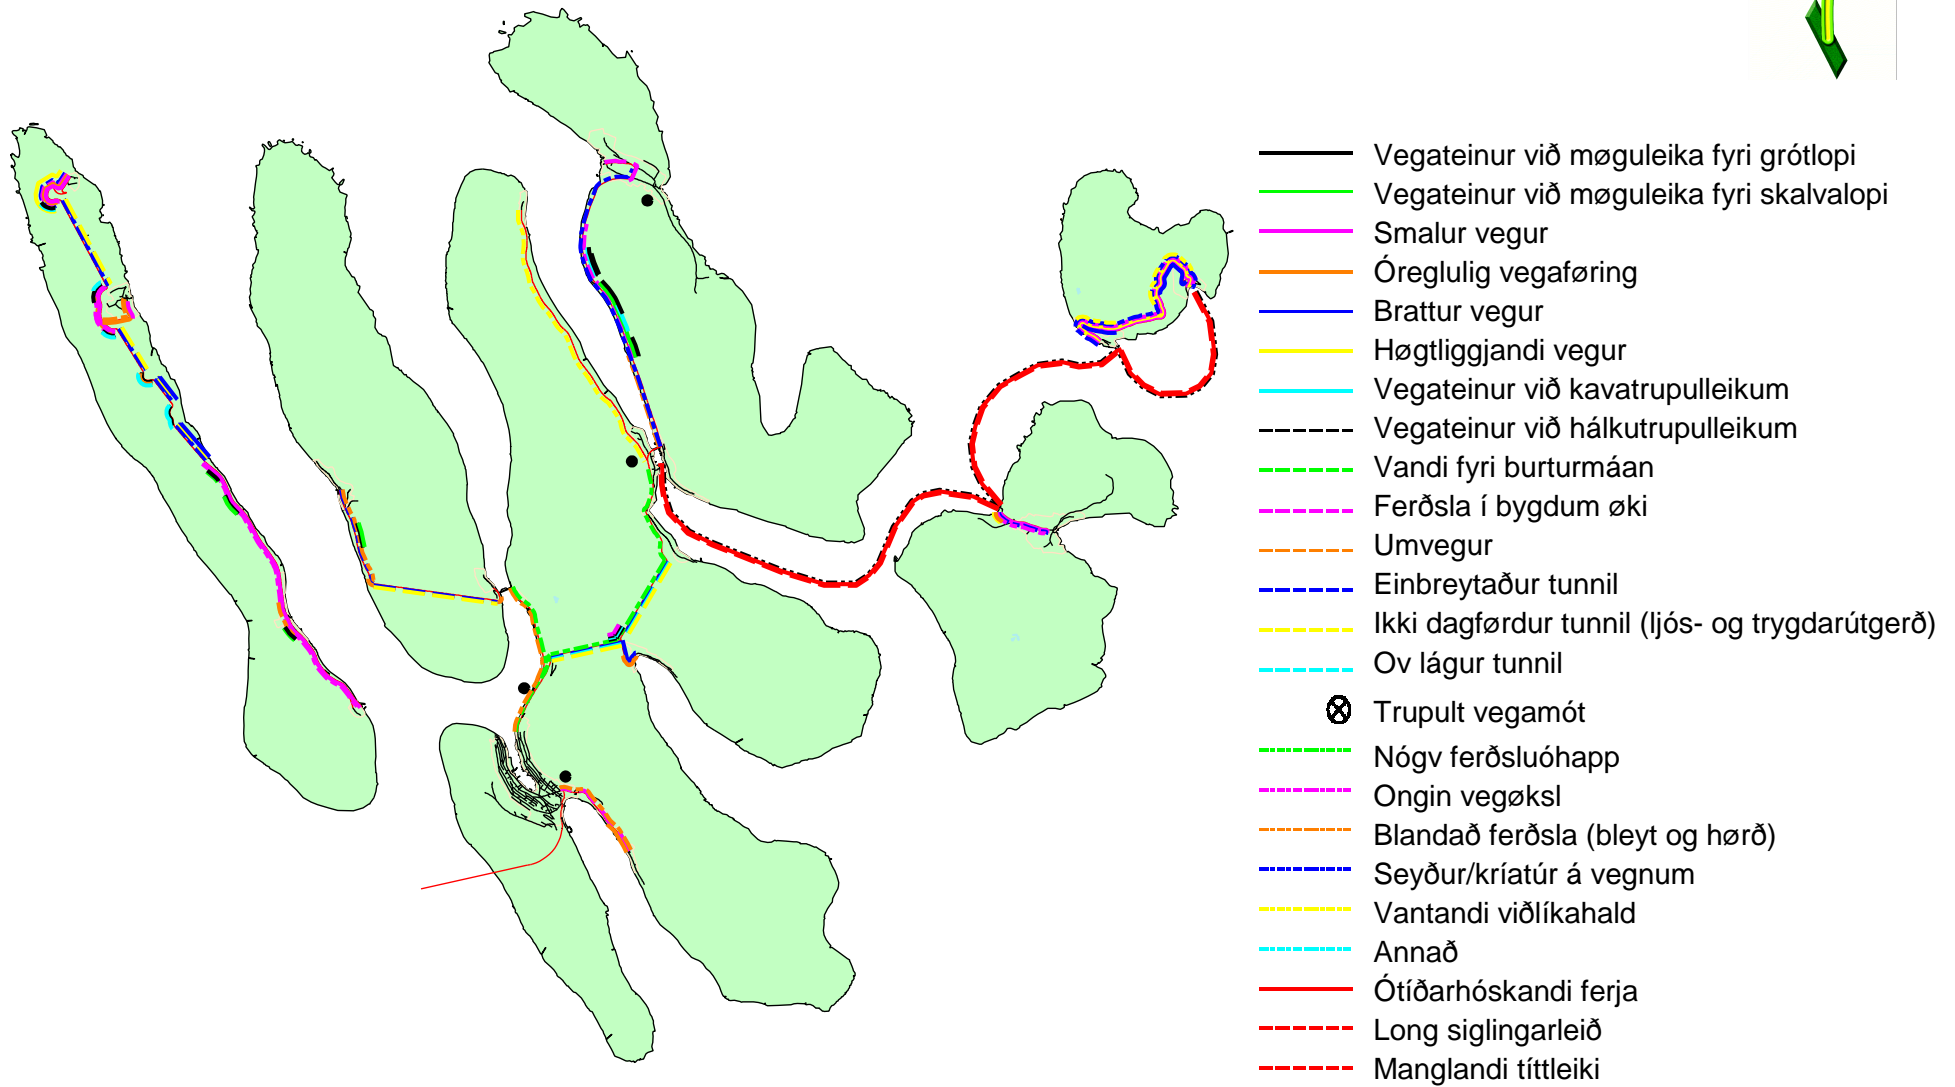 Vegateinur við møguleika fyri grótlopi
Vegateinur við møguleika fyri skalvalopi
Smalur vegur
Óreglulig vegaføring
Brattur vegur
Høgtliggjandi vegur
Vegateinur við kavatrupulleikum
Vegateinur við hálkutrupulleikum
Vandi fyri burturmáan
Ferðsla í bygdum øki
Umvegur
Einbreytaður tunnil
Ikki dagførdur tunnil (ljós- og trygdarútgerð)
Ov lágur tunnil
Trupult vegamót
Nógv ferðsluóhapp
Ongin vegøksl
Blandað ferðsla (bleyt og hørð)
Seyður/kríatúr á vegnum
Vantandi viðlíkahald
Annað
Ótíðarhóskandi ferja
Long siglingarleið
Manglandi títtleiki